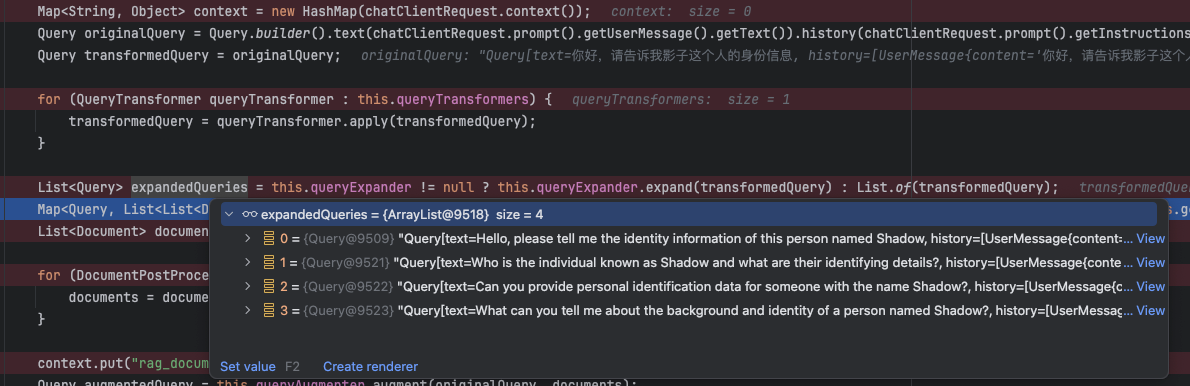 Map<String, Object> context = new HashMap(chatClientRequest.context()); context: size = 0
Query originalQuery = Query.builder().text(chatClientRequest.prompt().getUserMessage().getText()).history(chatClientRequest.prompt().getInstructions
Query transformedQuery = originalQuery; originalQuery: "Query[text=你好，请告诉我影子这个人的身份信息, history=[UserMessage{content='你好，请告诉我影子这个人
for (QueryTransformer queryTransformer : this.queryTransformers) { queryTransformers: size = 1
transformedQuery = queryTransformer.apply(transformedQuery);
}
List<Query> expandedQueries = this.queryExpander != null ? this.queryExpander.expand(transformedQuery) : List.of(transformedQuery); transformedQue
Map<Query, List<List<D
s.ge
expandedQueries = {ArrayList@9518} size = 4
List<Document> documen
0 = {Query@9509} "Query[text=Hello, please tell me the identity information of this person named Shadow, history=[UserMessage{content=... View
1 = {Query@9521} "Query[text=Who is the individual known as Shadow and what are their identifying details?, history=[UserMessage{conte... View
for (DocumentPostProce
2 = {Query@9522} "Query[text=Can you provide personal identification data for someone with the name Shadow?, history=[UserMessage{c... View
documents = docume
3 = {Query@9523} "Query[text=What can you tell me about the background and identity of a person named Shadow?, history=[UserMessag... View
}
context.put("rag_docum
Set value F2 Create renderer
Query augmentedQuery = this.queryAugmenter.augment(originalQuery, documents);